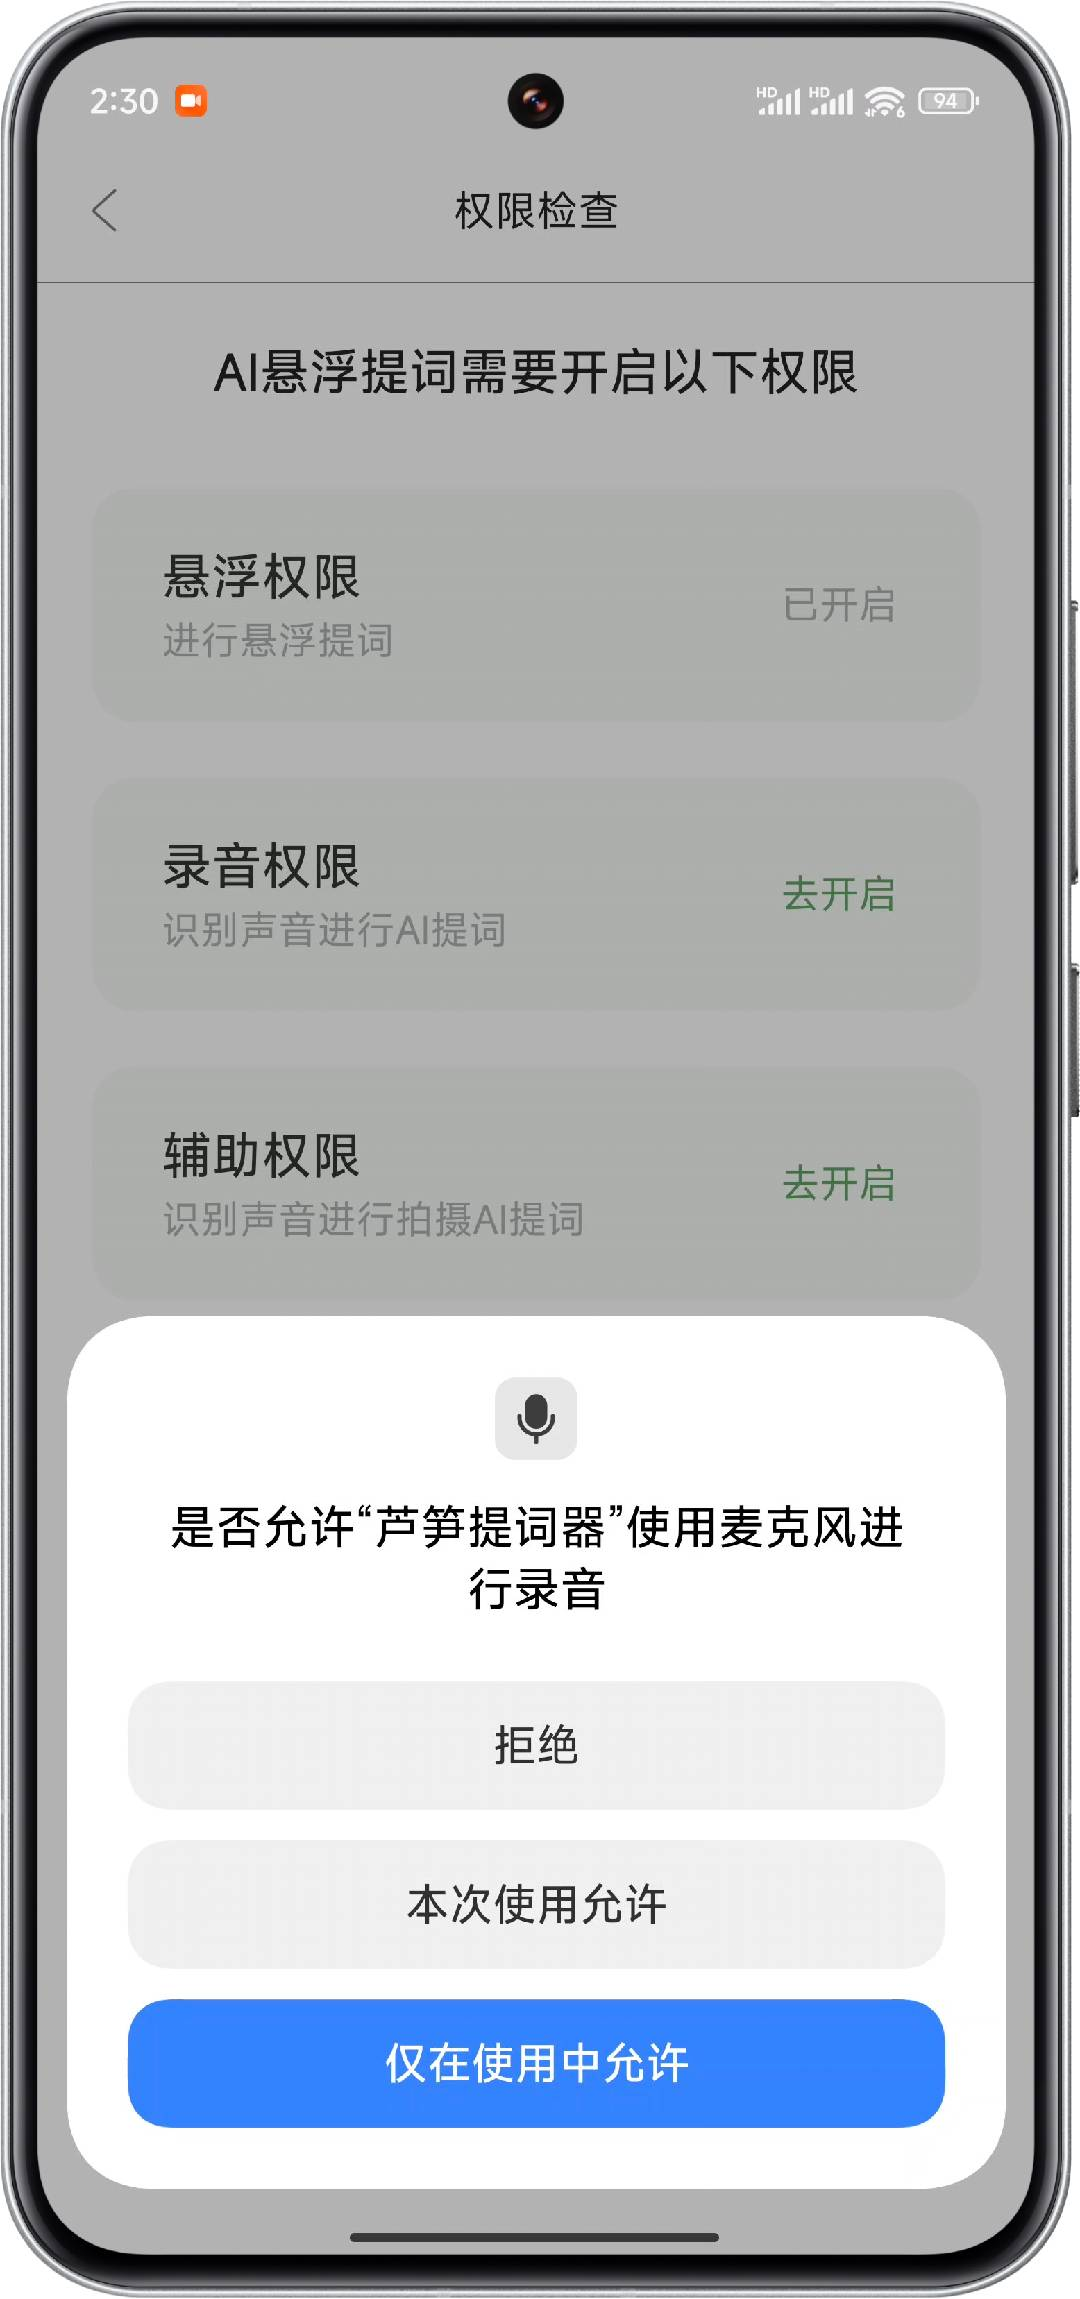 2:30
HD HD 6 94
权限检查
AI悬浮提词需要开启以下权限
悬浮权限
进行悬浮提词
已开启
录音权限
识别声音进行AI提词
去开启
辅助权限
识别声音进行拍摄AI提词
去开启
是否允许“芦笋提词器”使用麦克风进
行录音
拒绝
本次使用允许
仅在使用中允许